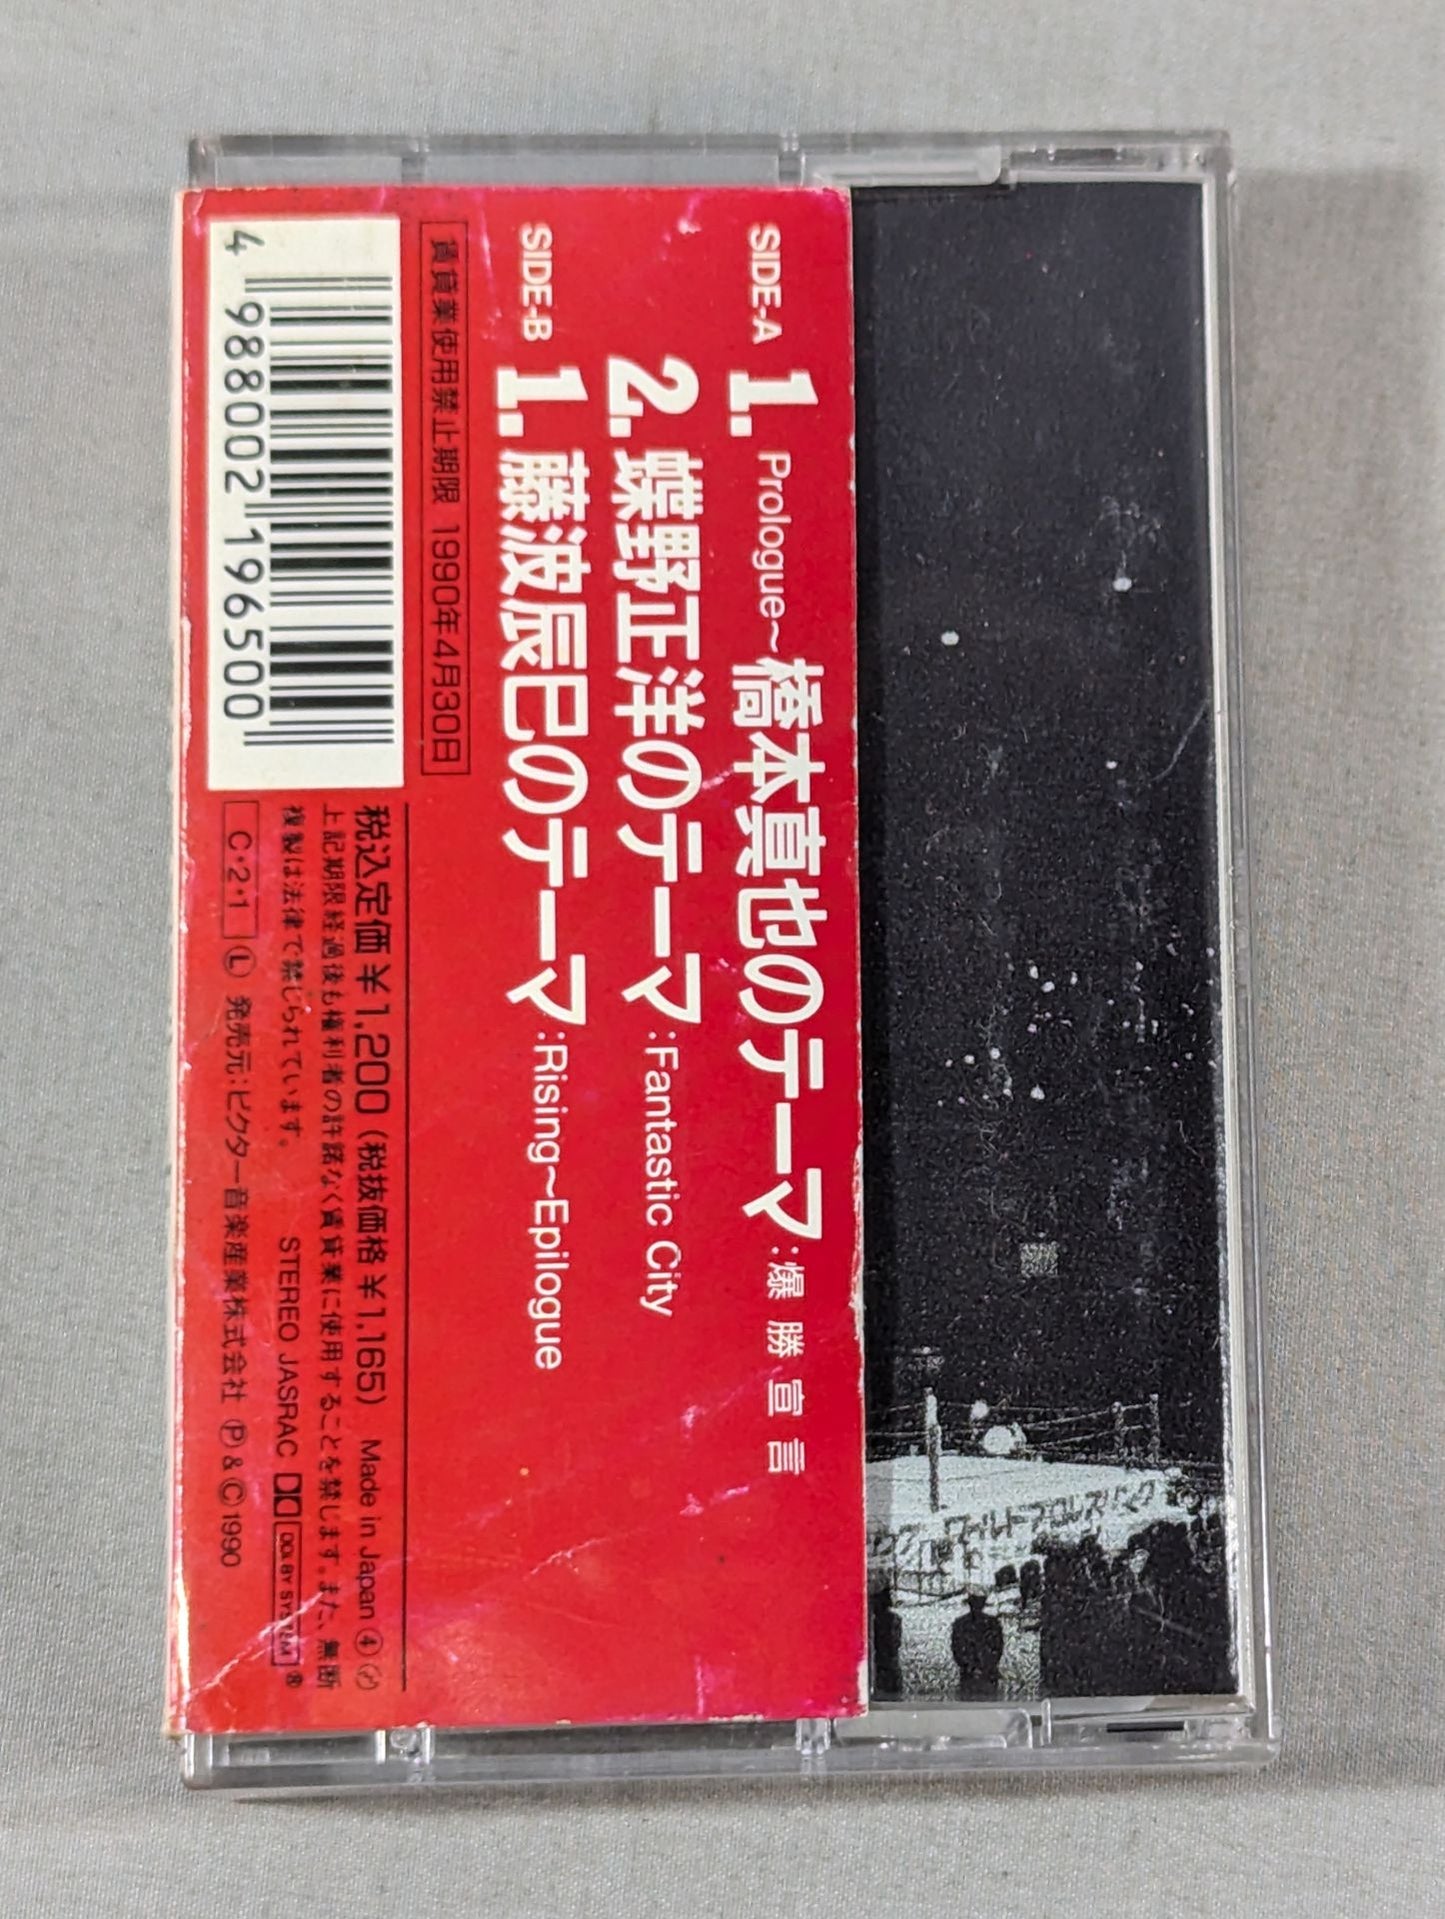 SIDE-A 1. Prologue~橋本真也のテーマ:爆勝宣言
2. 蝶野正洋のテーマ:Fantastic City
SIDE-B 1. 藤波辰巳のテーマ:Rising~Epilogue
賃貸業使用禁止期限 1990年4月30日
4 988002 196500
税込定価¥1,200(税抜価格¥1,165) Made in Japan ④
上記期限経過後も権利者の許諾なく賃貸業に使用することを禁じます。また、無断
複製は法律で禁じられています。 STEREO JASRAC DOLBY SYSTEM®
C・2・1 Ⓛ 発売元:ビクター音楽産業株式会社 Ⓟ&Ⓒ1990